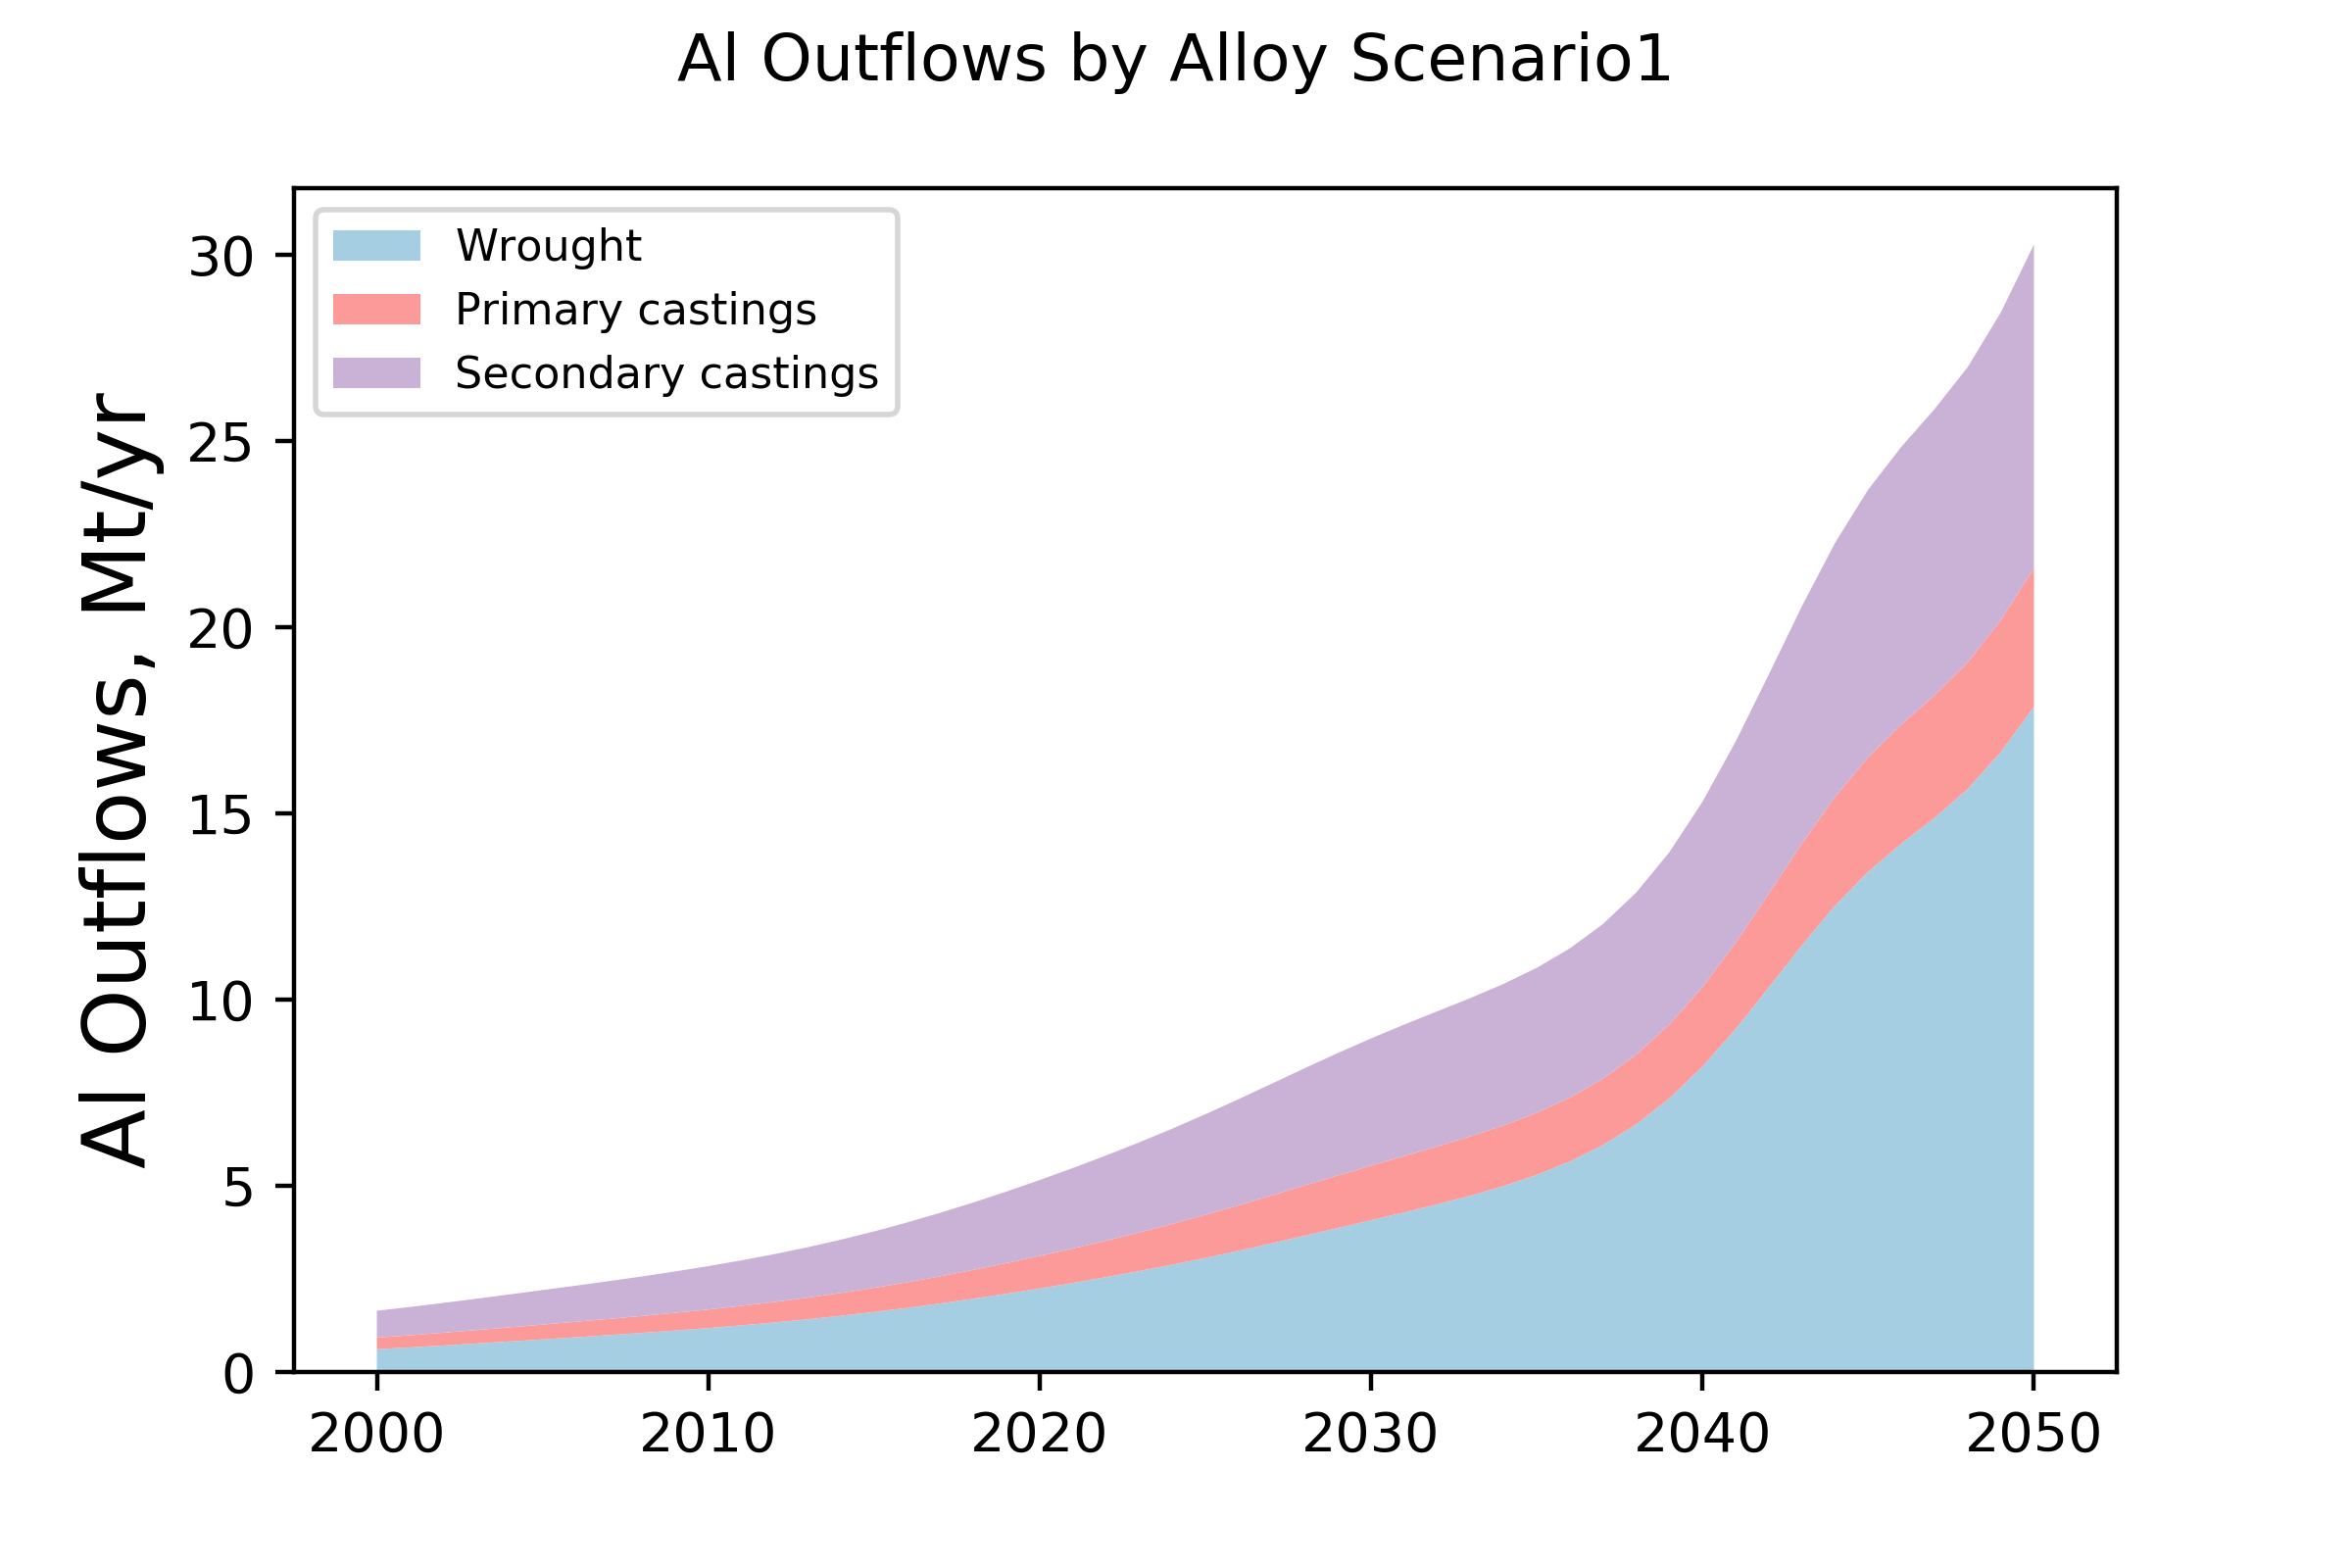 Al Outflows by Alloy Scenario1
Wrought
Primary castings
Secondary castings
Al Outflows, Mt/yr
30
25
20
15
10
5
0
2000 2010 2020 2030 2040 2050